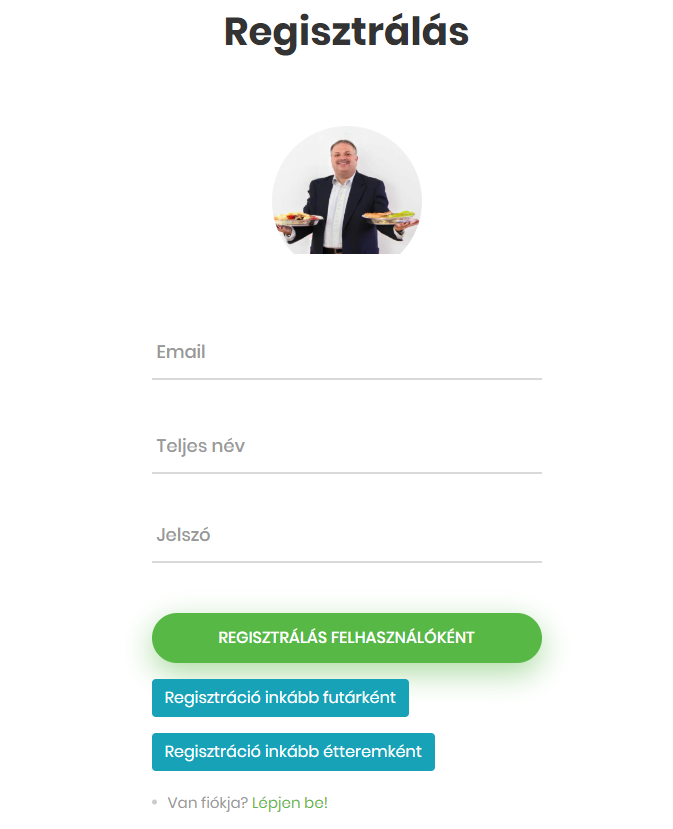 Regisztrálás
Email
Teljes név
Jelszó
REGISZTRÁLÁS FELHASZNÁLÓKÉNT
Regisztráció inkább futárként
Regisztráció inkább étteremként
Van fiókja? Lépjen be!